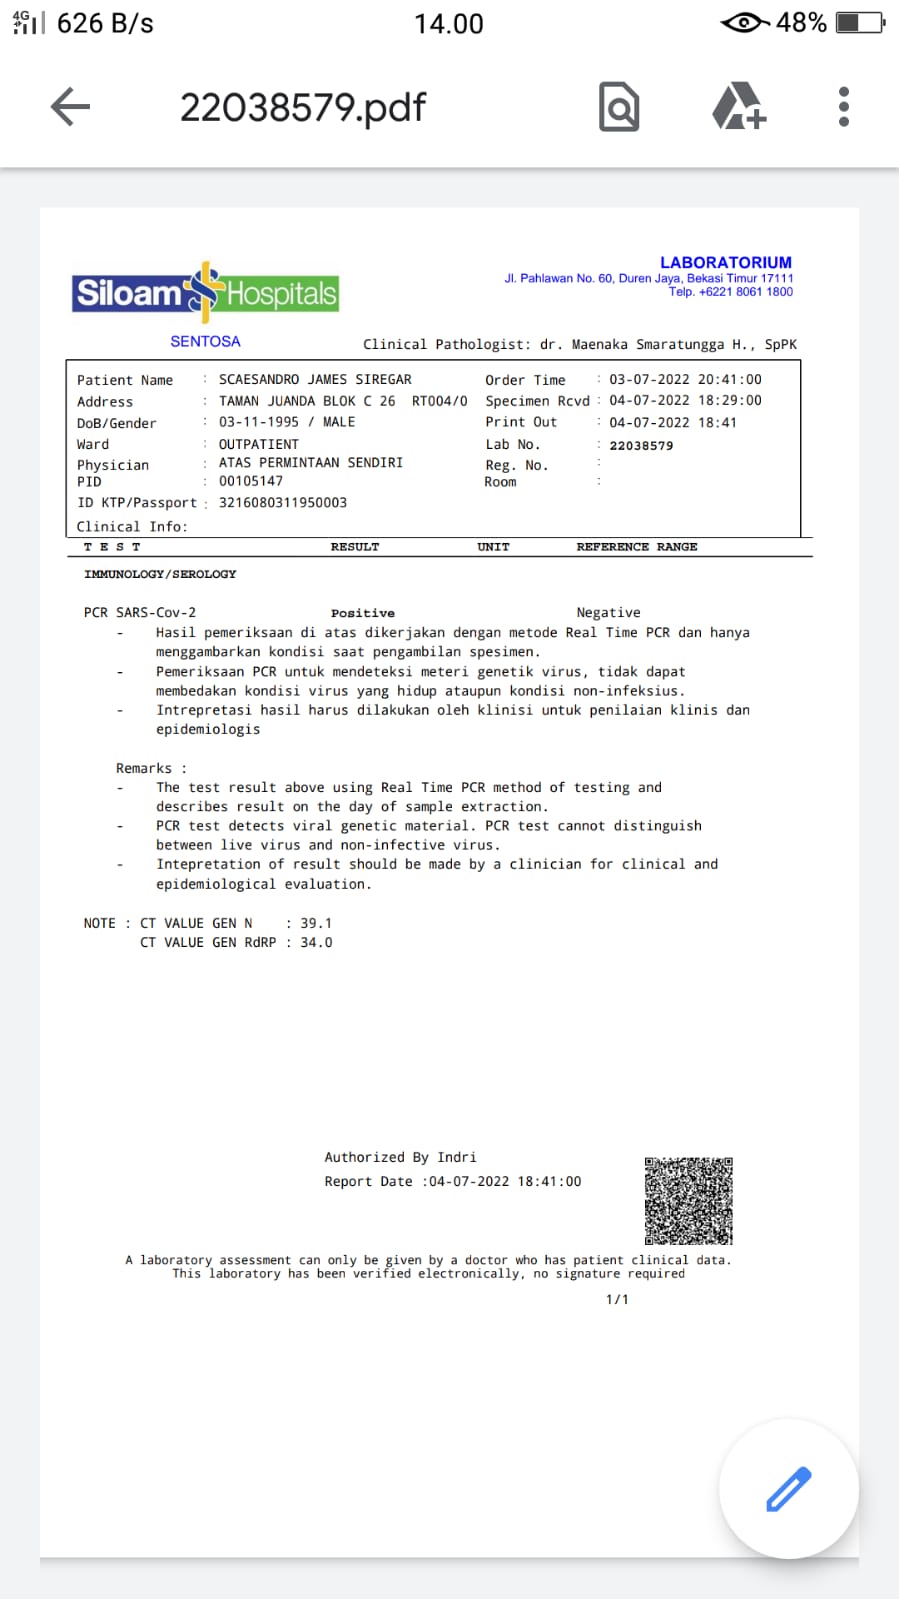 4G 626 B/s 14.00 48%
22038579.pdf
Siloam Hospitals
SENTOSA
LABORATORIUM
Jl. Pahlawan No. 60, Duren Jaya, Bekasi Timur 17111
Telp. +6221 8061 1800
Clinical Pathologist: dr. Maenaka Smaratungga H., SpPK
Patient Name : SCAESANDRO JAMES SIREGAR Order Time : 03-07-2022 20:41:00
Address : TAMAN JUANDA BLOK C 26 RT004/0 Specimen Rcvd : 04-07-2022 18:29:00
DoB/Gender : 03-11-1995 / MALE Print Out : 04-07-2022 18:41
Ward : OUTPATIENT Lab No. : 22038579
Physician : ATAS PERMINTAAN SENDIRI Reg. No. :
PID : 00105147 Room :
ID KTP/Passport : 3216080311950003
Clinical Info:
T E S T RESULT UNIT REFERENCE RANGE
IMMUNOLOGY/SEROLOGY
PCR SARS-Cov-2 Positive Negative
- Hasil pemeriksaan di atas dikerjakan dengan metode Real Time PCR dan hanya
menggambarkan kondisi saat pengambilan spesimen.
- Pemeriksaan PCR untuk mendeteksi meteri genetik virus, tidak dapat
membedakan kondisi virus yang hidup ataupun kondisi non-infeksius.
- Intrepretasi hasil harus dilakukan oleh klinisi untuk penilaian klinis dan
epidemiologis
Remarks :
- The test result above using Real Time PCR method of testing and
describes result on the day of sample extraction.
- PCR test detects viral genetic material. PCR test cannot distinguish
between live virus and non-infective virus.
- Intepretation of result should be made by a clinician for clinical and
epidemiological evaluation.
NOTE : CT VALUE GEN N : 39.1
CT VALUE GEN RdRP : 34.0
Authorized By Indri
Report Date :04-07-2022 18:41:00
A laboratory assessment can only be given by a doctor who has patient clinical data.
This laboratory has been verified electronically, no signature required
1/1